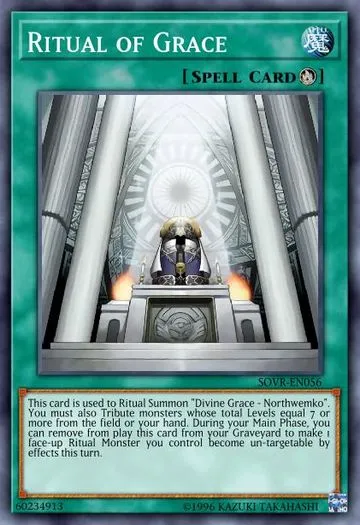 Ritual of Grace
魔
[Spell Card]
SOVR-EN056
This card is used to Ritual Summon "Divine Grace - Northwemko".
You must also Tribute monsters whose total Levels equal 7 or
more from the field or your hand. During your Main Phase, you
can remove from play this card from your Graveyard to make 1
face-up Ritual Monster you control become un-targetable by
effects this turn.
60234913
©1996 KAZUKI TAKAHASHI